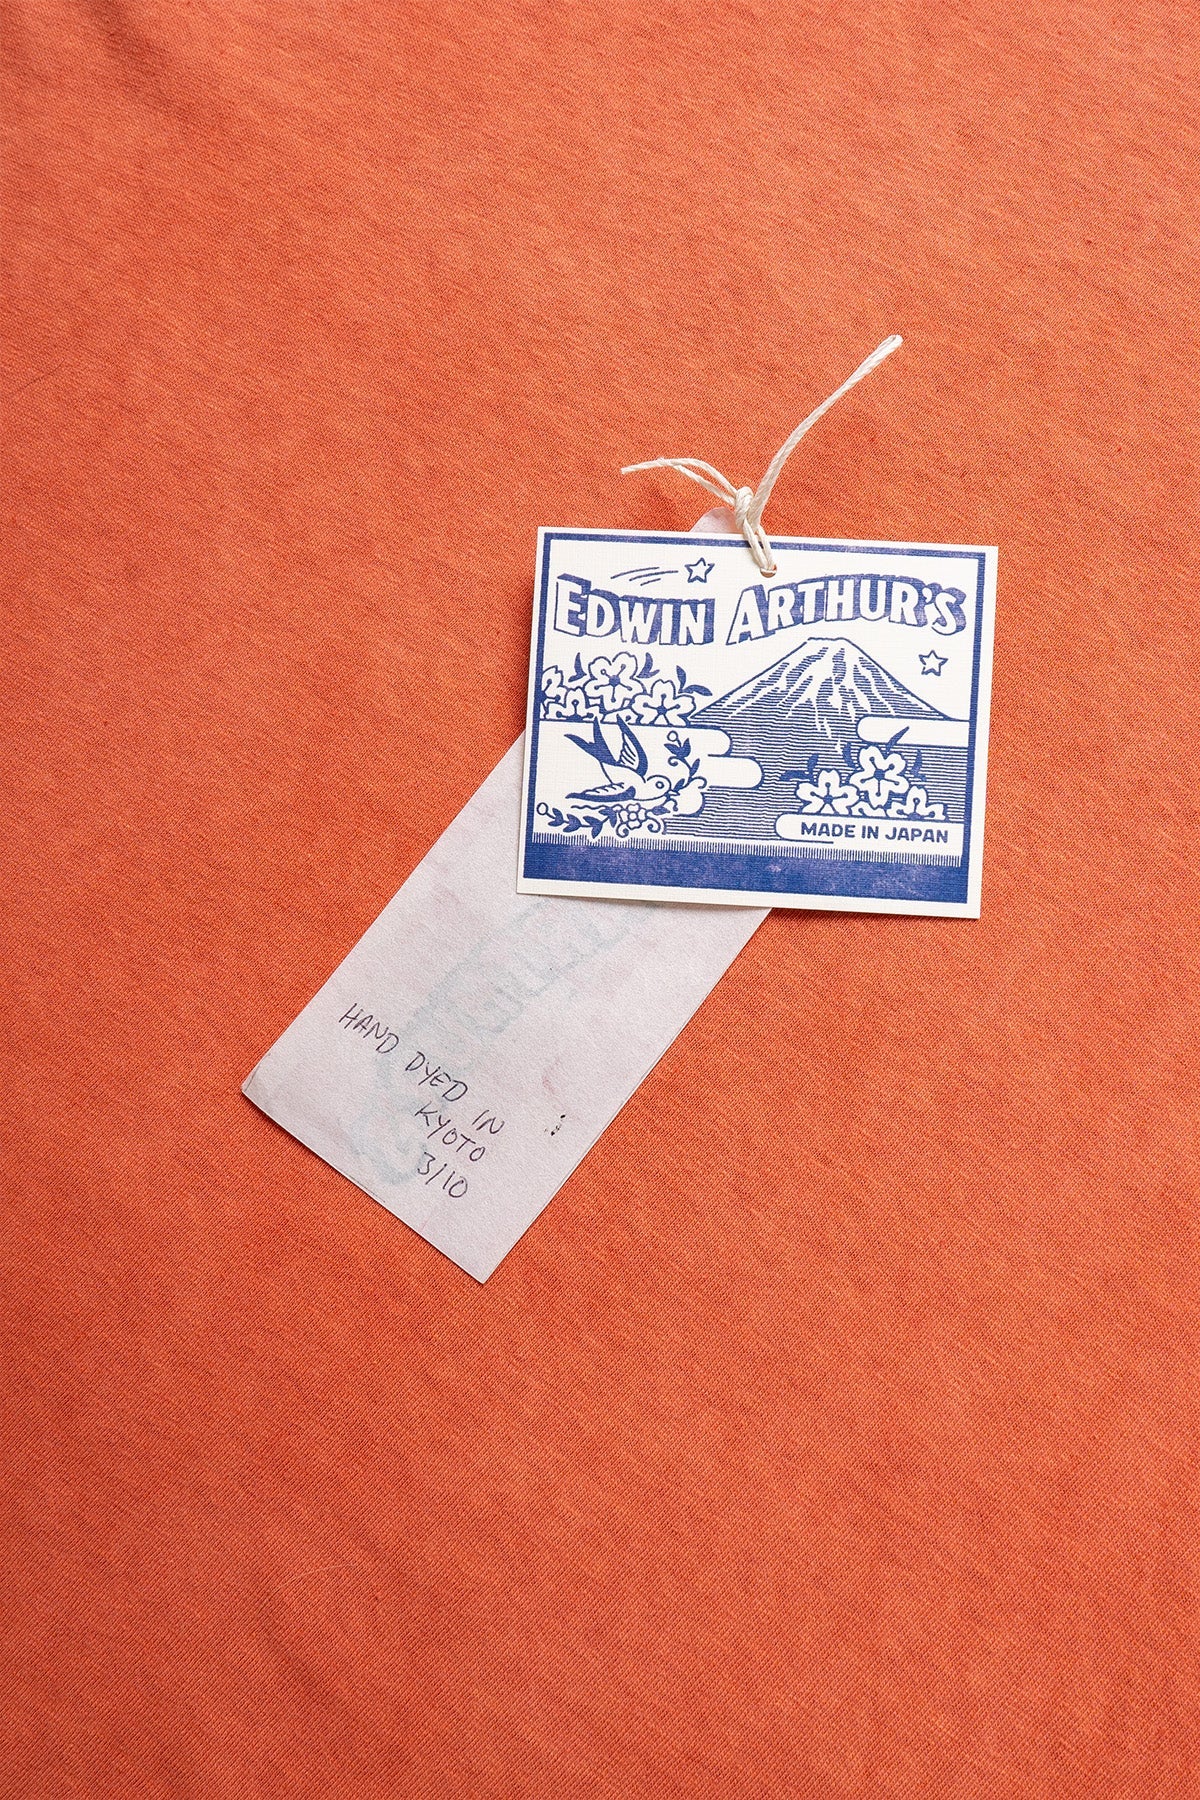 EDWIN ARTHUR'S
MADE IN JAPAN
HAND DYED IN
KYOTO
3/10